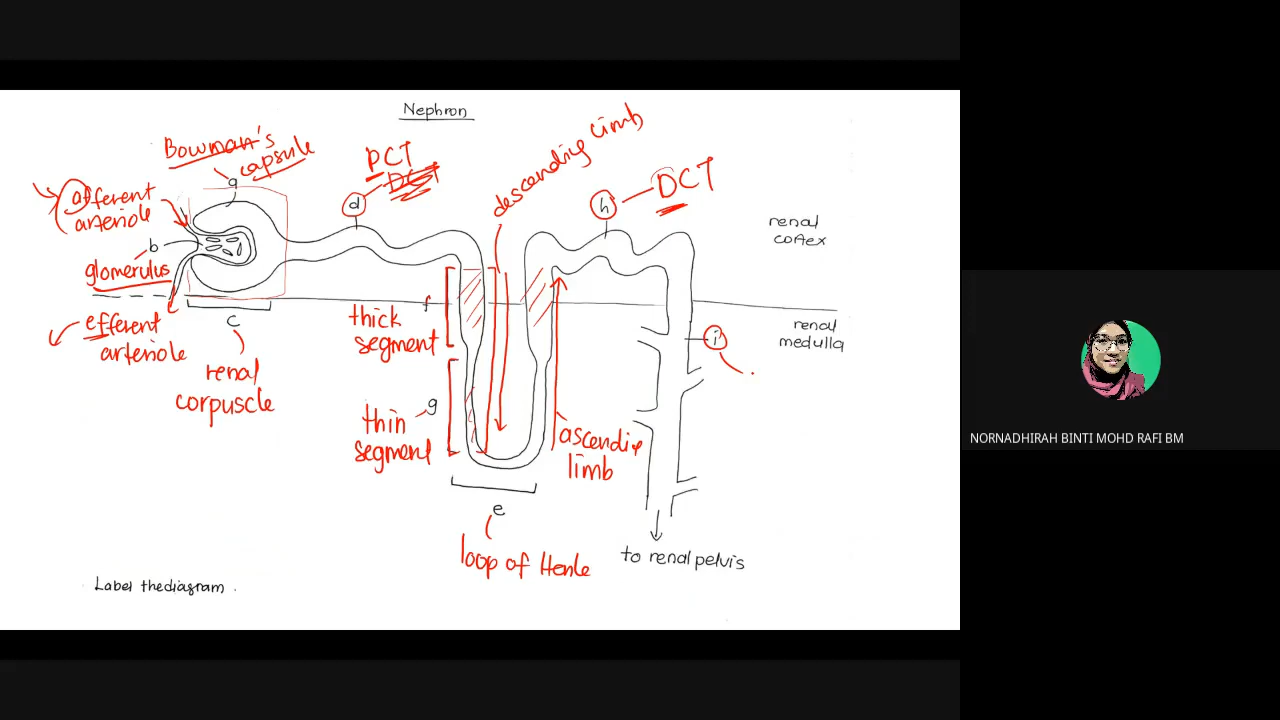 Nephron
Bowman's
capsule
a
afferent
arteriole
b
glomerulus
efferent
arteriole
c
renal
corpuscle
PCT
DCT
d
descending limb
h
DCT
renal
cortex
renal
medulla
f
thick
segment
g
thin
segment
ascending
limb
i
e
loop of Henle
to renal pelvis
Label the diagram .
NORNADHIRAH BINTI MOHD RAFI BM